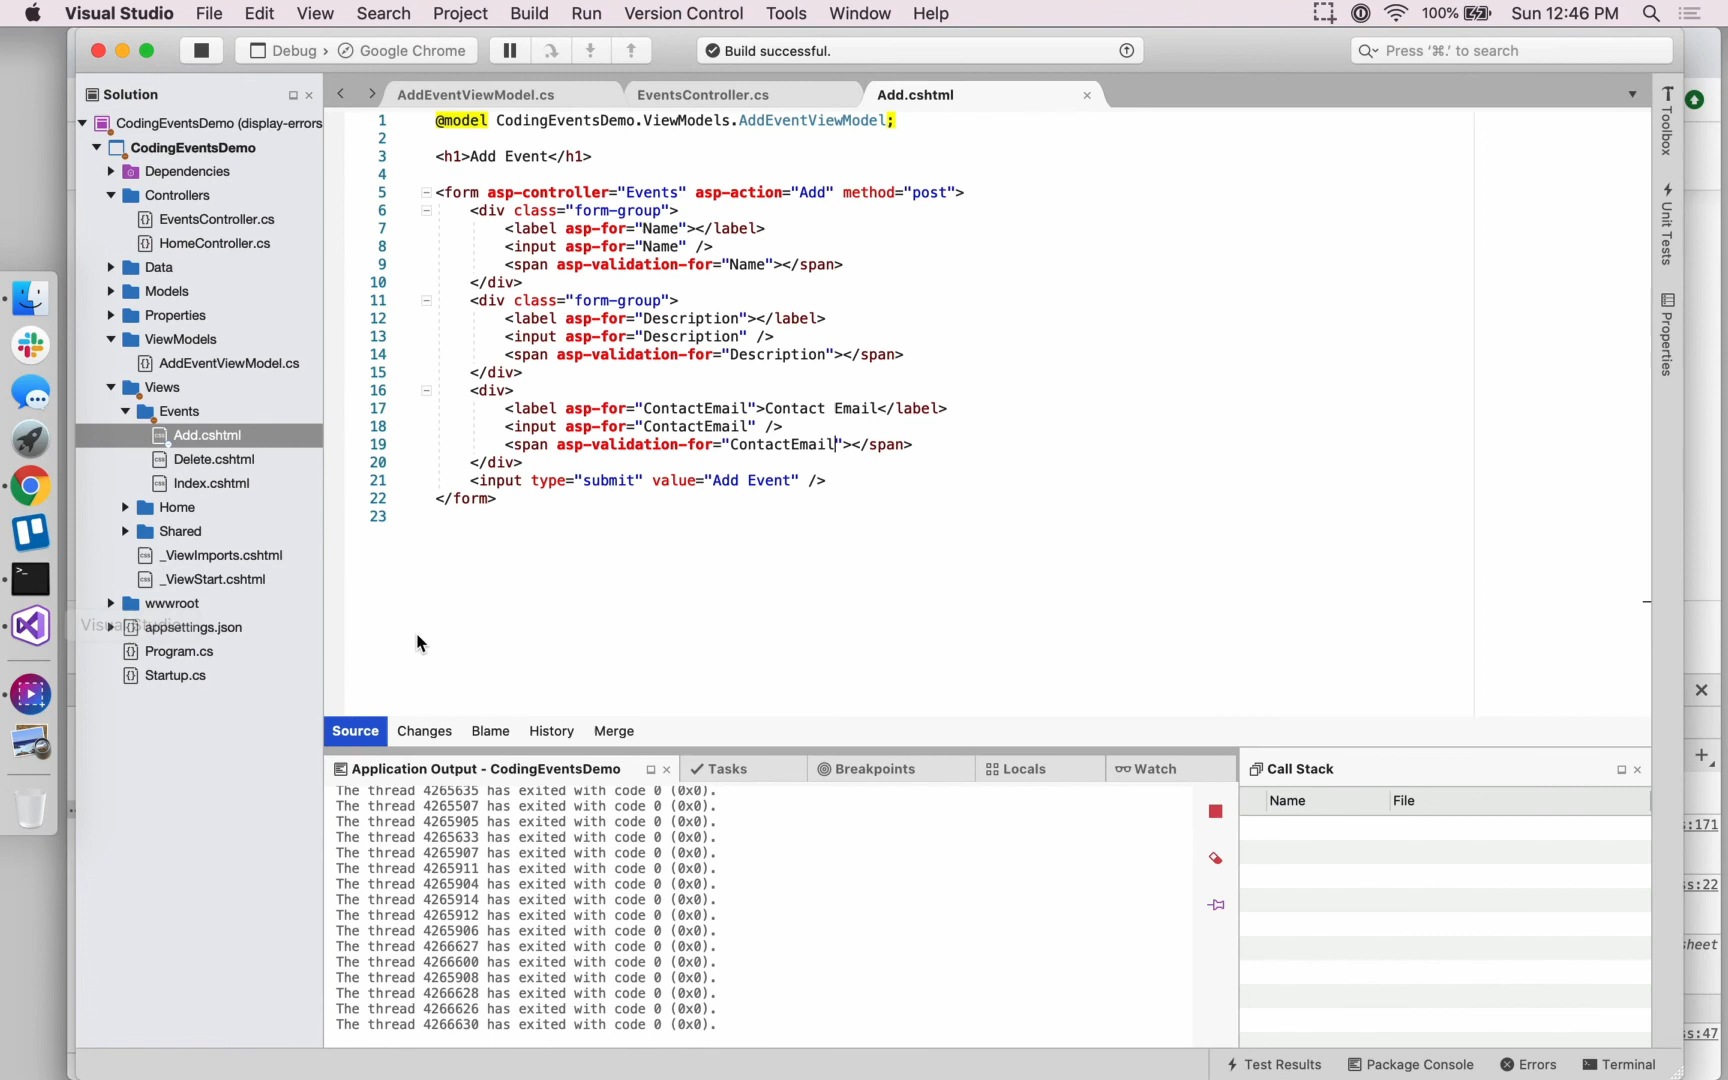 Visual Studio File Edit View Search Project Build Run Version Control Tools Window Help 100% Sun 12:46 PM
Debug › Google Chrome
Build successful.
Press ‘⌘.’ to search
Solution
CodingEventsDemo (display-errors
CodingEventsDemo
Dependencies
Controllers
EventsController.cs
HomeController.cs
Data
Models
Properties
ViewModels
AddEventViewModel.cs
Views
Events
Add.cshtml
Delete.cshtml
Index.cshtml
Home
Shared
_ViewImports.cshtml
_ViewStart.cshtml
wwwroot
appsettings.json
Program.cs
Startup.cs
Visual Studio
AddEventViewModel.cs EventsController.cs Add.cshtml
1 @model CodingEventsDemo.ViewModels.AddEventViewModel;
2
3 <h1>Add Event</h1>
4
5 <form asp-controller="Events" asp-action="Add" method="post">
6 <div class="form-group">
7 <label asp-for="Name"></label>
8 <input asp-for="Name" />
9 <span asp-validation-for="Name"></span>
10 </div>
11 <div class="form-group">
12 <label asp-for="Description"></label>
13 <input asp-for="Description" />
14 <span asp-validation-for="Description"></span>
15 </div>
16 <div>
17 <label asp-for="ContactEmail">Contact Email</label>
18 <input asp-for="ContactEmail" />
19 <span asp-validation-for="ContactEmail"></span>
20 </div>
21 <input type="submit" value="Add Event" />
22 </form>
23
Source Changes Blame History Merge
Toolbox
Unit Tests
Properties
Application Output - CodingEventsDemo Tasks Breakpoints Locals Watch
The thread 4265635 has exited with code 0 (0x0).
The thread 4265507 has exited with code 0 (0x0).
The thread 4265905 has exited with code 0 (0x0).
The thread 4265633 has exited with code 0 (0x0).
The thread 4265907 has exited with code 0 (0x0).
The thread 4265911 has exited with code 0 (0x0).
The thread 4265904 has exited with code 0 (0x0).
The thread 4265914 has exited with code 0 (0x0).
The thread 4265912 has exited with code 0 (0x0).
The thread 4265906 has exited with code 0 (0x0).
The thread 4266627 has exited with code 0 (0x0).
The thread 4266600 has exited with code 0 (0x0).
The thread 4265908 has exited with code 0 (0x0).
The thread 4266628 has exited with code 0 (0x0).
The thread 4266626 has exited with code 0 (0x0).
The thread 4266630 has exited with code 0 (0x0).
Call Stack
Name File
s:171
ss:22
sheet
ss:47
Test Results Package Console Errors Terminal